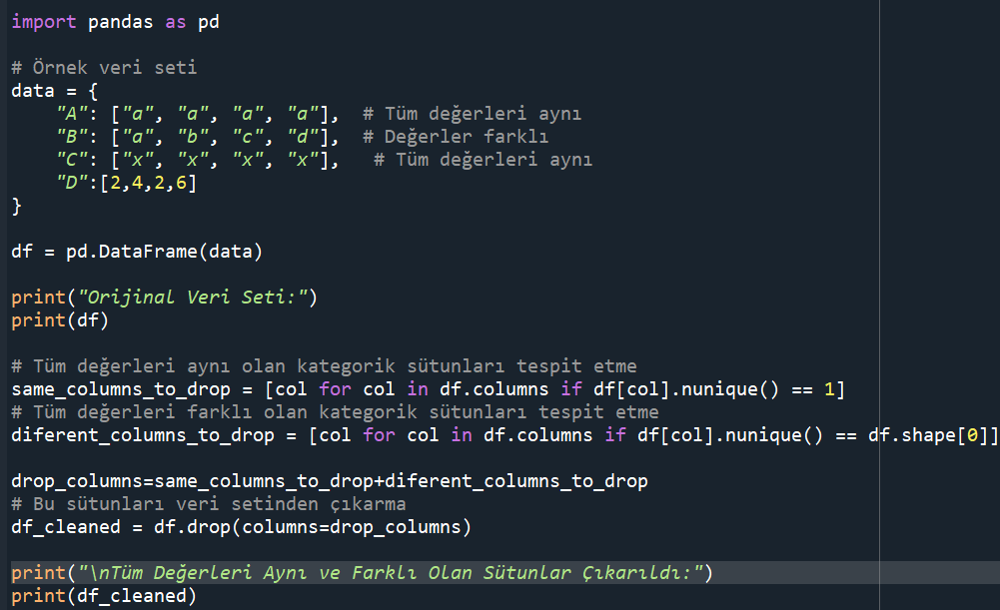 import pandas as pd
# Örnek veri seti
data = {
    "A": ["a", "a", "a", "a"],  # Tüm değerleri aynı
    "B": ["a", "b", "c", "d"],  # Değerler farklı
    "C": ["x", "x", "x", "x"],   # Tüm değerleri aynı
    "D":[2,4,2,6]
}
df = pd.DataFrame(data)
print("Orijinal Veri Seti:")
print(df)
# Tüm değerleri aynı olan kategorik sütunları tespit etme
same_columns_to_drop = [col for col in df.columns if df[col].nunique() == 1]
# Tüm değerleri farklı olan kategorik sütunları tespit etme
diferent_columns_to_drop = [col for col in df.columns if df[col].nunique() == df.shape[0]]
drop_columns=same_columns_to_drop+diferent_columns_to_drop
# Bu sütunları veri setinden çıkarma
df_cleaned = df.drop(columns=drop_columns)
print("\nTüm Değerleri Aynı ve Farklı Olan Sütunlar Çıkarıldı:")
print(df_cleaned)